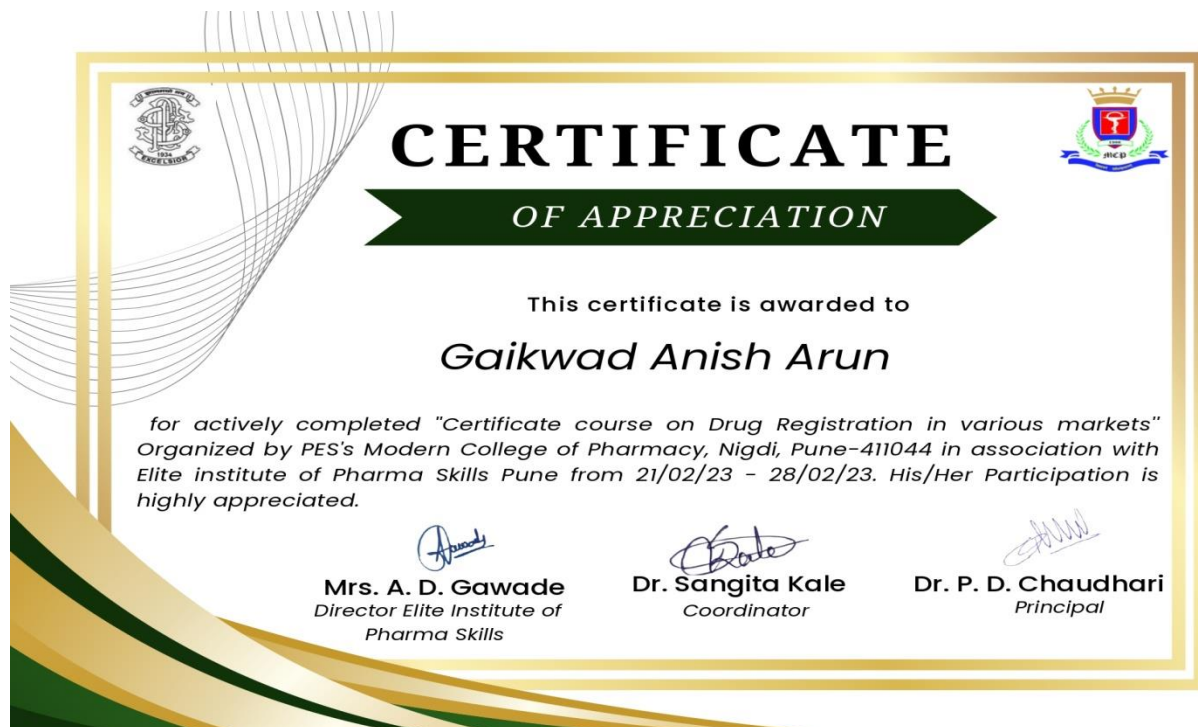 CERTIFICATE
OF APPRECIATION
This certificate is awarded to
Gaikwad Anish Arun
for actively completed "Certificate course on Drug Registration in various markets"
Organized by PES's Modern College of Pharmacy, Nigdi, Pune-411044 in association with
Elite institute of Pharma Skills Pune from 21/02/23 - 28/02/23. His/Her Participation is
highly appreciated.
Mrs. A. D. Gawade
Director Elite Institute of
Pharma Skills
Dr. Sangita Kale
Coordinator
Dr. P. D. Chaudhari
Principal
1934
EXCELSIOR
MCP